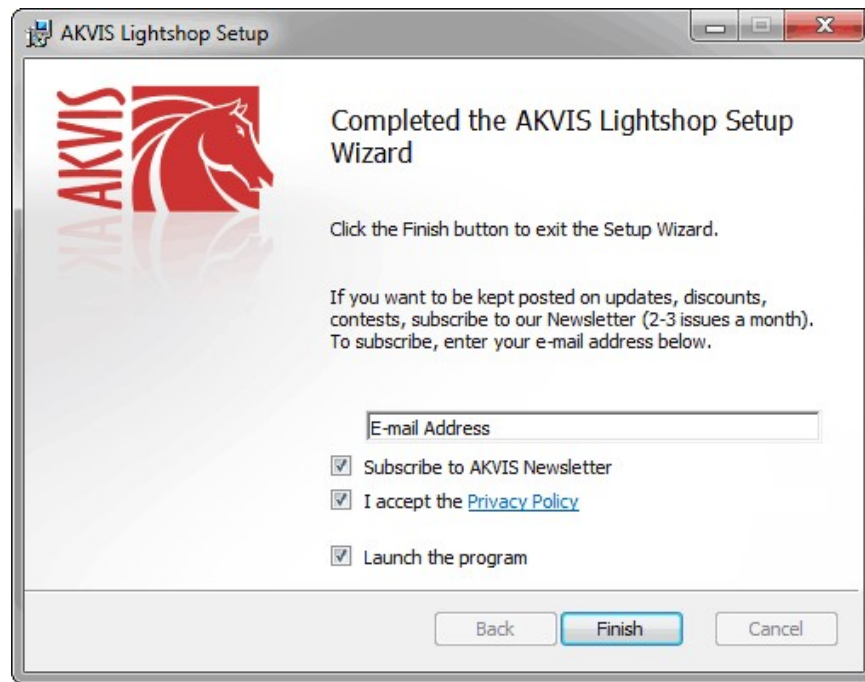 AKVIS Lightshop Setup
AKVIS
Completed the AKVIS Lightshop Setup
Wizard
Click the Finish button to exit the Setup Wizard.
If you want to be kept posted on updates, discounts,
contests, subscribe to our Newsletter (2-3 issues a month).
To subscribe, enter your e-mail address below.
E-mail Address
Subscribe to AKVIS Newsletter
I accept the Privacy Policy
Launch the program
Back Finish Cancel